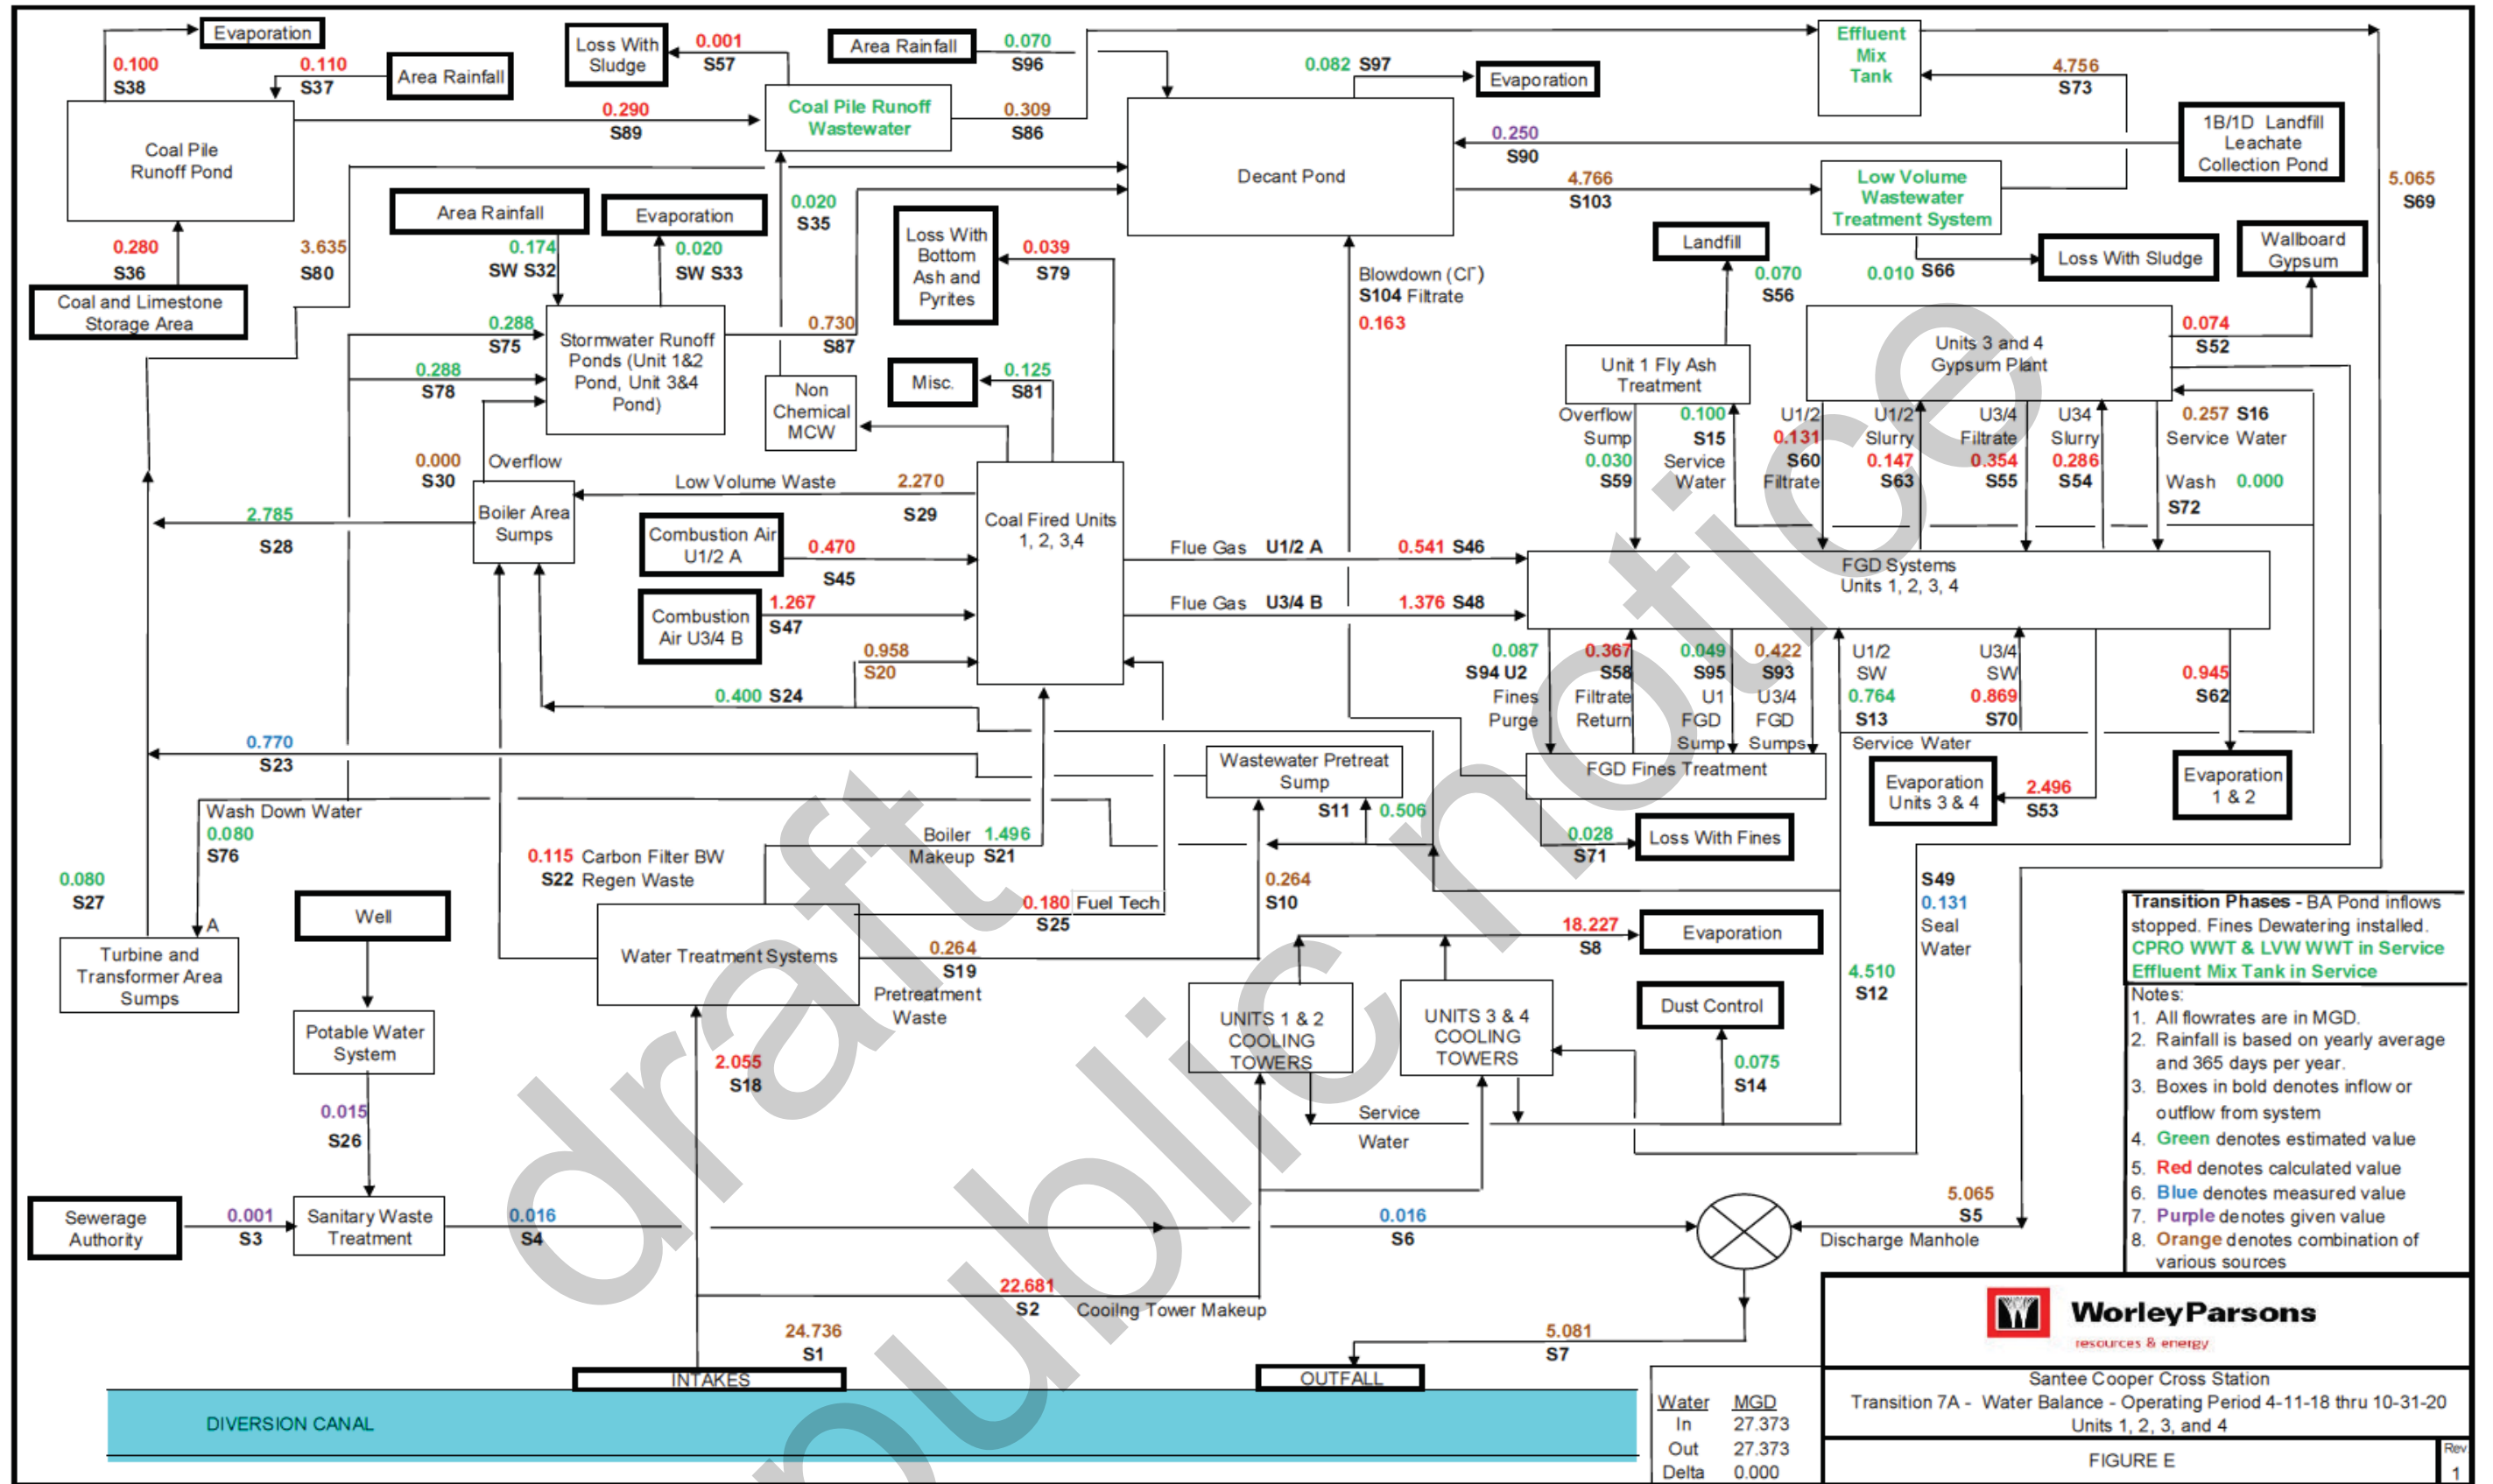 Evaporation
0.100
S38
0.110
S37
Area Rainfall
Coal Pile
Runoff Pond
0.280
S36
Coal and Limestone
Storage Area
3.635
S80
Loss With
Sludge
0.001
S57
0.290
S89
Coal Pile Runoff
Wastewater
0.309
S86
Area Rainfall
0.070
S96
0.082 S97
Evaporation
Decant Pond
Effluent
Mix
Tank
4.756
S73
0.250
S90
1B/1D Landfill
Leachate
Collection Pond
4.766
S103
Low Volume
Wastewater
Treatment System
5.065
S69
Area Rainfall
0.174
SW S32
Evaporation
0.020
SW S33
0.020
S35
Loss With
Bottom
Ash and
Pyrites
0.039
S79
Blowdown (Cl⁻)
S104 Filtrate
0.163
Landfill
0.070
S56
0.010 S66
Loss With Sludge
Wallboard
Gypsum
0.288
S75
0.288
S78
Stormwater Runoff
Ponds (Unit 1&2
Pond, Unit 3&4
Pond)
0.730
S87
Non
Chemical
MCW
Misc.
0.125
S81
Unit 1 Fly Ash
Treatment
Units 3 and 4
Gypsum Plant
0.074
S52
Overflow
Sump
0.030
S59
0.100
S15
Service
Water
U1/2
0.131
S60
Filtrate
U1/2
Slurry
0.147
S63
U3/4
Filtrate
0.354
S55
U34
Slurry
0.286
S54
0.257 S16
Service Water
Wash 0.000
S72
0.000
S30
Overflow
Low Volume Waste 2.270
S29
Boiler Area
Sumps
2.785
S28
Combustion Air
U1/2 A
0.470
S45
Coal Fired Units
1, 2, 3,4
Combustion
Air U3/4 B
1.267
S47
Flue Gas U1/2 A 0.541 S46
Flue Gas U3/4 B 1.376 S48
FGD Systems
Units 1, 2, 3, 4
0.958
S20
0.400 S24
0.770
S23
0.087
S94 U2
Fines
Purge
0.367
S58
Filtrate
Return
0.049
S95
U1
FGD
Sump
0.422
S93
U3/4
FGD
Sumps
U1/2
SW
0.764
S13
U3/4
SW
0.869
S70
Service Water
0.945
S62
Wastewater Pretreat
Sump
S11 0.506
FGD Fines Treatment
Evaporation
Units 3 & 4
2.496
S53
Evaporation
1 & 2
0.028
S71
Loss With Fines
Wash Down Water
0.080
S76
0.080
S27
A
Turbine and
Transformer Area
Sumps
0.115 Carbon Filter BW
S22 Regen Waste
Boiler 1.496
Makeup S21
0.180 Fuel Tech
S25
0.264
S10
Well
Water Treatment Systems
0.264
S19
Pretreatment
Waste
18.227
S8
Evaporation
S49
0.131
Seal
Water
4.510
S12
Potable Water
System
0.015
S26
2.055
S18
UNITS 1 & 2
COOLING
TOWERS
UNITS 3 & 4
COOLING
TOWERS
Dust Control
0.075
S14
Service
Water
Sewerage
Authority
0.001
S3
Sanitary Waste
Treatment
0.016
S4
0.016
S6
5.065
S5
Discharge Manhole
22.681
S2 Cooilng Tower Makeup
24.736
S1
5.081
S7
INTAKES
OUTFALL
DIVERSION CANAL
Transition Phases - BA Pond inflows
stopped. Fines Dewatering installed.
CPRO WWT & LVW WWT in Service
Effluent Mix Tank in Service
Notes:
1. All flowrates are in MGD.
2. Rainfall is based on yearly average
and 365 days per year.
3. Boxes in bold denotes inflow or
outflow from system
4. Green denotes estimated value
5. Red denotes calculated value
6. Blue denotes measured value
7. Purple denotes given value
8. Orange denotes combination of
various sources
WorleyParsons
resources & energy
Water MGD
In 27.373
Out 27.373
Delta 0.000
Santee Cooper Cross Station
Transition 7A - Water Balance - Operating Period 4-11-18 thru 10-31-20
Units 1, 2, 3, and 4
FIGURE E
Rev
1
draft
public notice